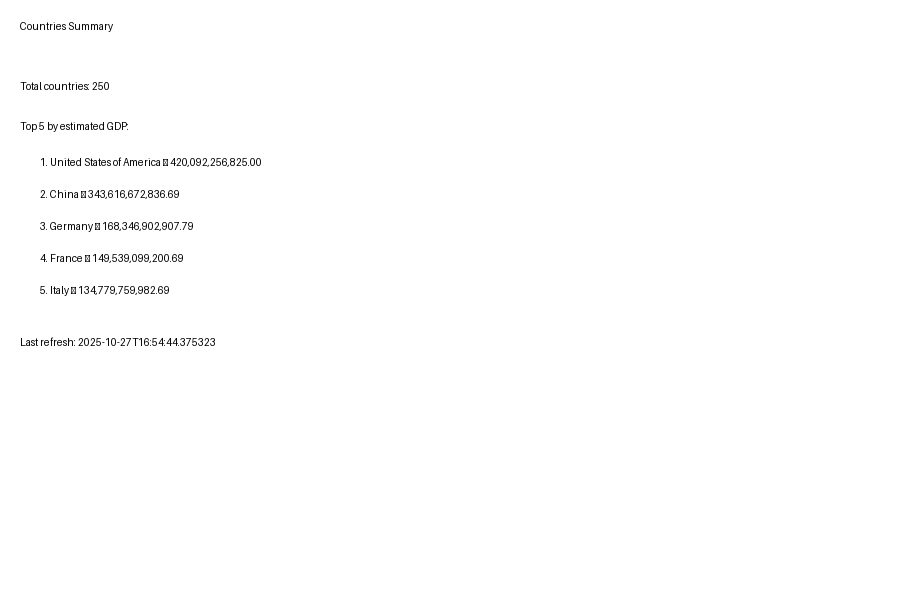 Countries Summary
Total countries: 250
Top 5 by estimated GDP:
1. United States of America 420,092,256,825.00
2. China 343,616,672,836.69
3. Germany 168,346,902,907.79
4. France 149,539,099,200.69
5. Italy 134,779,759,982.69
Last refresh: 2025-10-27T16:54:44.375323